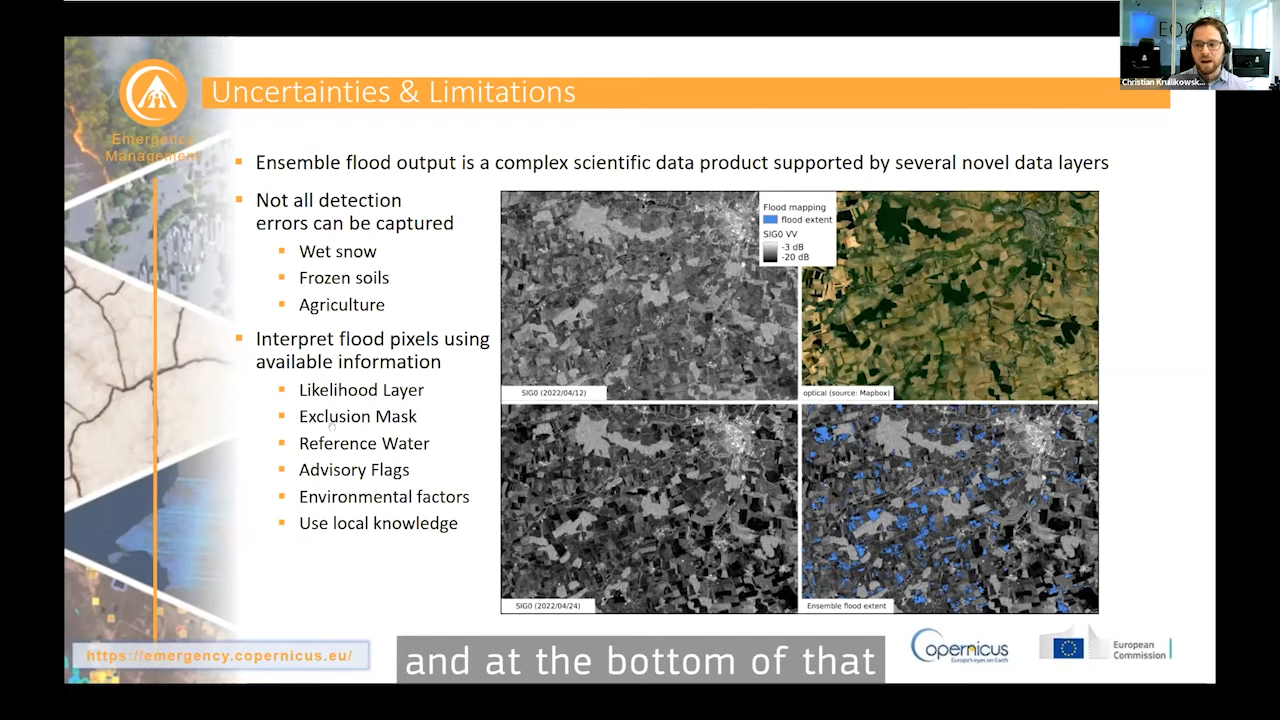 EO
Christian Krullikowsk...
Uncertainties & Limitations
Emergency
Management
Ensemble flood output is a complex scientific data product supported by several novel data layers
Not all detection
errors can be captured
Wet snow
Frozen soils
Agriculture
Interpret flood pixels using
available information
Likelihood Layer
Exclusion Mask
Reference Water
Advisory Flags
Environmental factors
Use local knowledge
Flood mapping
flood extent
SIG0 VV
-3 dB
-20 dB
SIG0 (2022/04/12)
optical (source: Mapbox)
SIG0 (2022/04/24)
Ensemble flood extent
https://emergency.copernicus.eu/
and at the bottom of that
opernicus
Europe's eyes on Earth
European
Commission